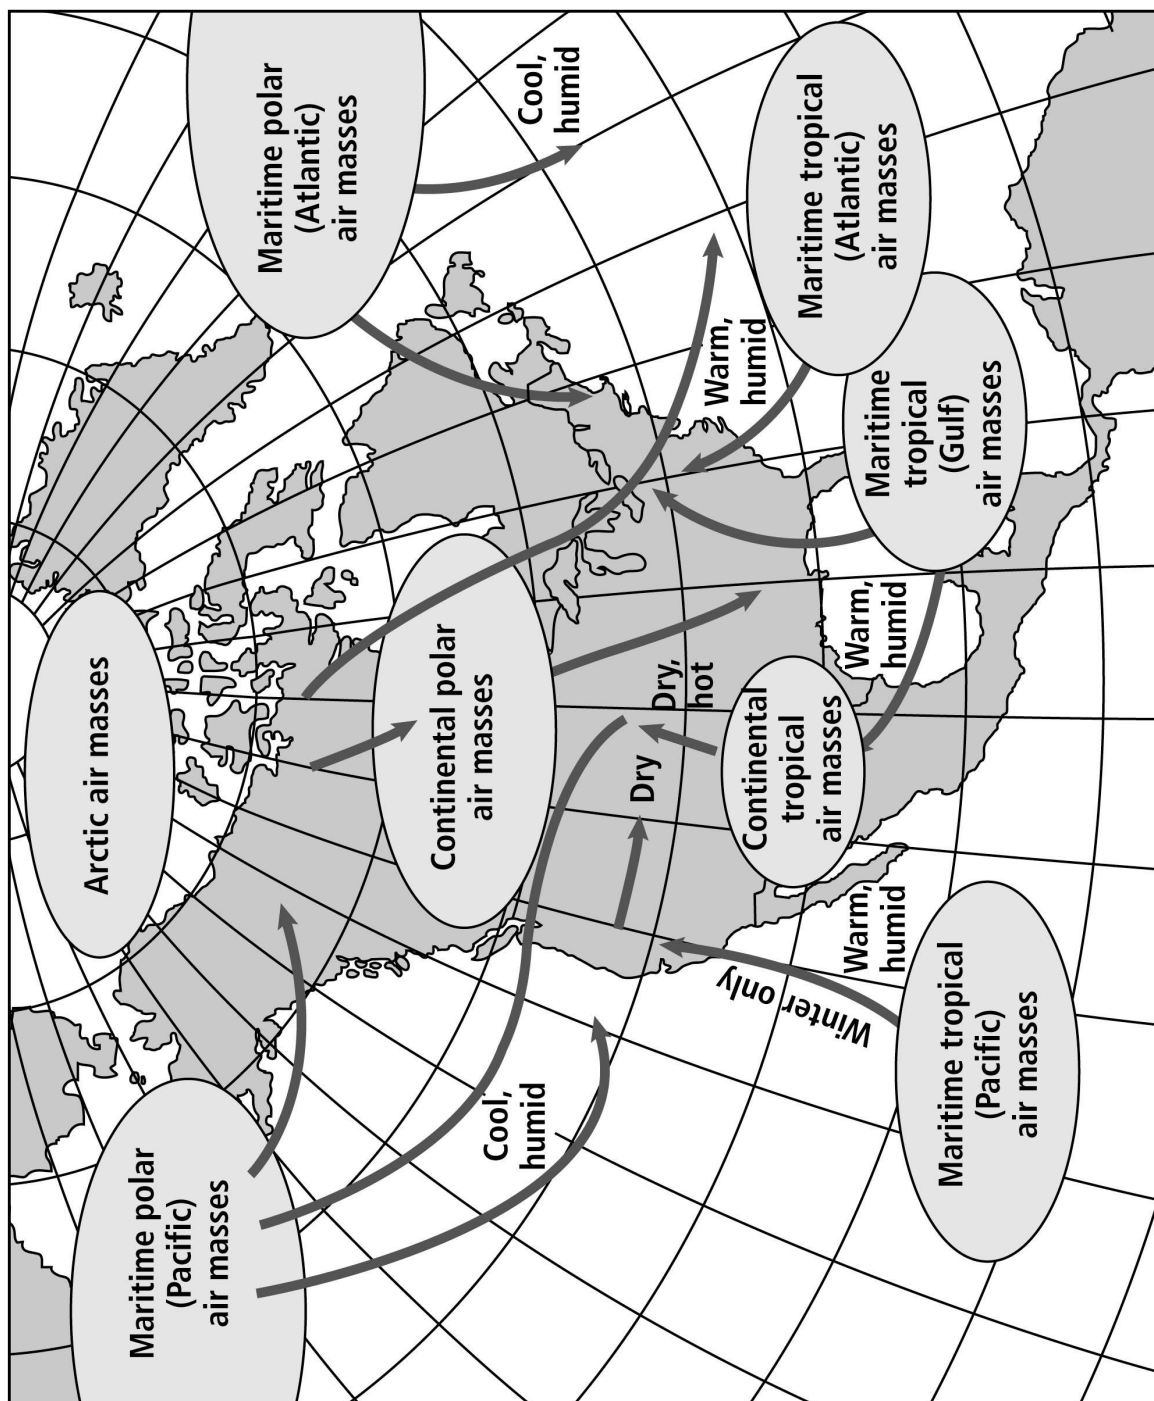 Arctic air masses
Maritime polar
(Pacific)
air masses
Maritime polar
(Atlantic)
air masses
Cool,
humid
Continental polar
air masses
Cool,
humid
Dry
Dry,
hot
Warm,
humid
Winter only
Continental
tropical
air masses
Maritime tropical
(Atlantic)
air masses
Warm,
humid
Warm,
humid
Maritime
tropical
(Gulf)
air masses
Maritime tropical
(Pacific)
air masses